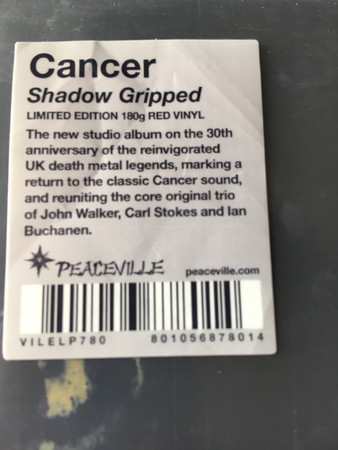 Cancer
Shadow Gripped
LIMITED EDITION 180g RED VINYL
The new studio album on the 30th
anniversary of the reinvigorated
UK death metal legends, marking a
return to the classic Cancer sound,
and reuniting the core original trio
of John Walker, Carl Stokes and Ian
Buchanen.
PEACEVILLE peaceville.com
VILELP780 801056878014